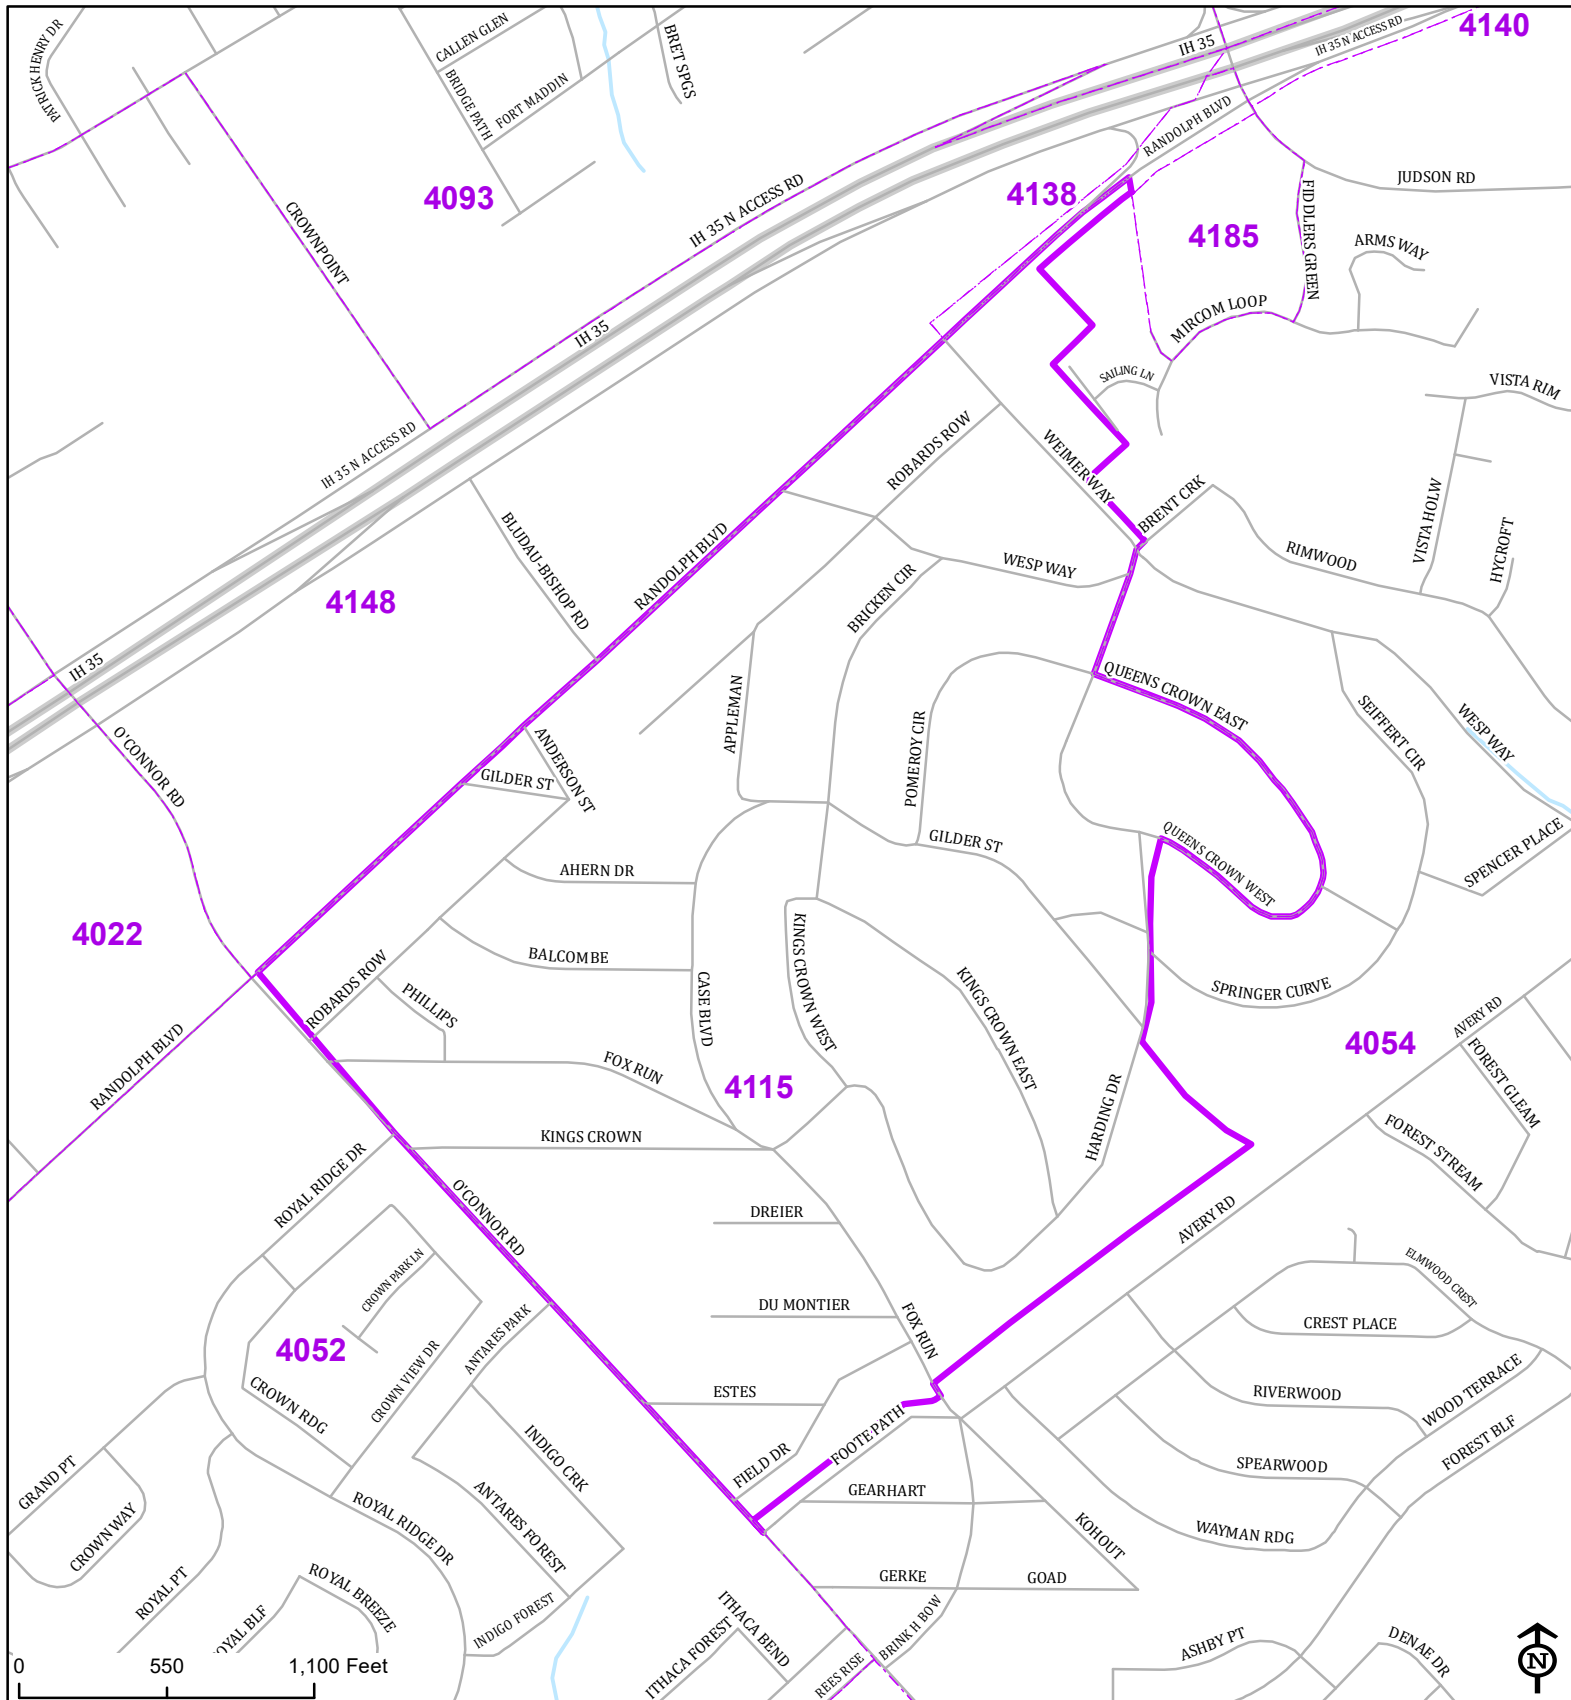 PATRICK HENRY DR
CALLEN GLEN
BRIDGE PATH
FORT MADDIN
BRET SPGS
IH 35
IH 35 N ACCESS RD
4140
RANDOLPH BLVD
4093
4138
4185
JUDSON RD
FIDDLERS GREEN
ARMS WAY
CROWNPOINT
IH 35 N ACCESS RD
MIRCOM LOOP
IH 35
SAILING LN
VISTA RIM
IH 35 N ACCESS RD
ROBARDS ROW
WEIMER WAY
BRENT CRK
VISTA HOLW
HYCROFT
RIMWOOD
BLUDAU-BISHOP RD
RANDOLPH BLVD
WESP WAY
BRICKEN CIR
4148
IH 35
QUEENS CROWN EAST
APPLEMAN
POMEROY CIR
SEIFFERT CIR
WESP WAY
O'CONNOR RD
ANDERSON ST
GILDER ST
GILDER ST
QUEENS CROWN WEST
SPENCER PLACE
AHERN DR
4022
KINGS CROWN WEST
BALCOMBE
ROBARDS ROW
PHILLIPS
CASE BLVD
KINGS CROWN EAST
SPRINGER CURVE
AVERY RD
4054
RANDOLPH BLVD
FOX RUN
4115
FOREST GLEAM
HARDING DR
KINGS CROWN
FOREST STREAM
ROYAL RIDGE DR
O'CONNOR RD
DREIER
AVERY RD
CROWN PARK LN
ELMWOOD CREST
DU MONTIER
FOX RUN
CREST PLACE
4052
ANTARES PARK
CROWN VIEW DR
CROWN RDG
ESTES
RIVERWOOD
WOOD TERRACE
FOOTE PATH
FOREST BLF
INDIGO CRK
FIELD DR
SPEARWOOD
GRAND PT
GEARHART
ANTARES FOREST
CROWN WAY
ROYAL RIDGE DR
KOHOUT
WAYMAN RDG
ROYAL PT
ROYAL BREEZE
GERKE
GOAD
OYAL BLF
INDIGO FOREST
ITHACA FOREST
ITHACA BEND
REES RISE
BRINK H BOW
ASHBY PT
DENAE DR
0
550
1,100 Feet
N